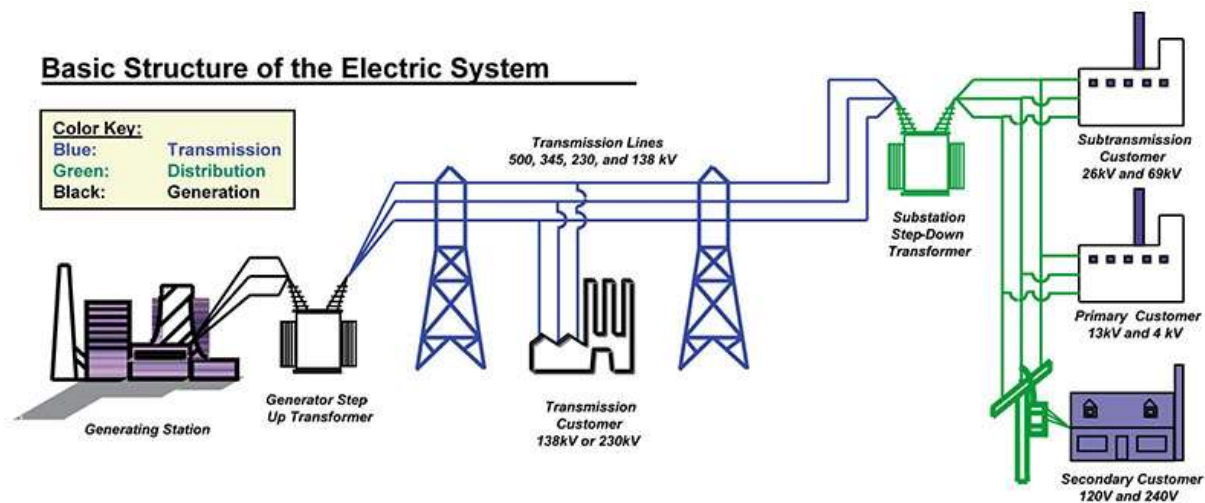 Basic Structure of the Electric System
Color Key:
Blue: Transmission
Green: Distribution
Black: Generation
Transmission Lines
500, 345, 230, and 138 kV
Substation
Step-Down
Transformer
Subtransmission
Customer
26kV and 69kV
Primary Customer
13kV and 4 kV
Generating Station
Generator Step
Up Transformer
Transmission
Customer
138kV or 230kV
Secondary Customer
120V and 240V